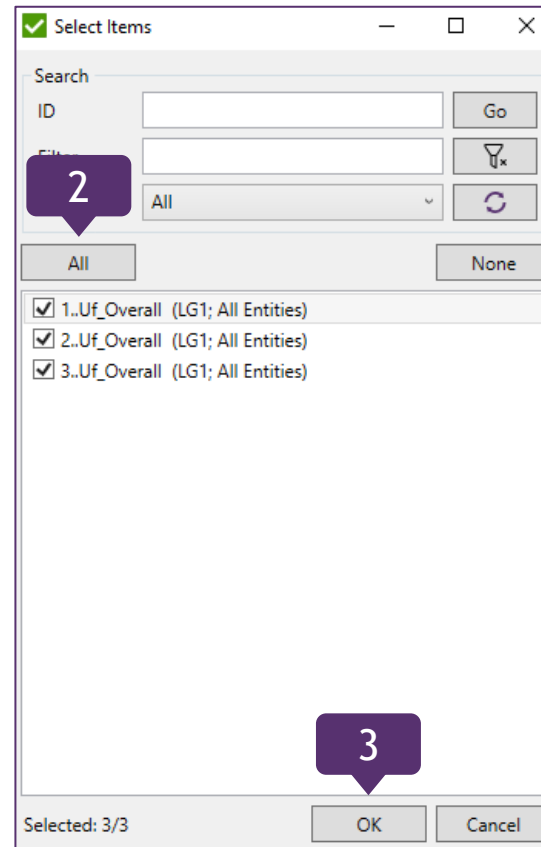 Select Items
Search
ID
Go
2
All
All
None
1..Uf_Overall (LG1; All Entities)
2..Uf_Overall (LG1; All Entities)
3..Uf_Overall (LG1; All Entities)
3
Selected: 3/3
OK
Cancel